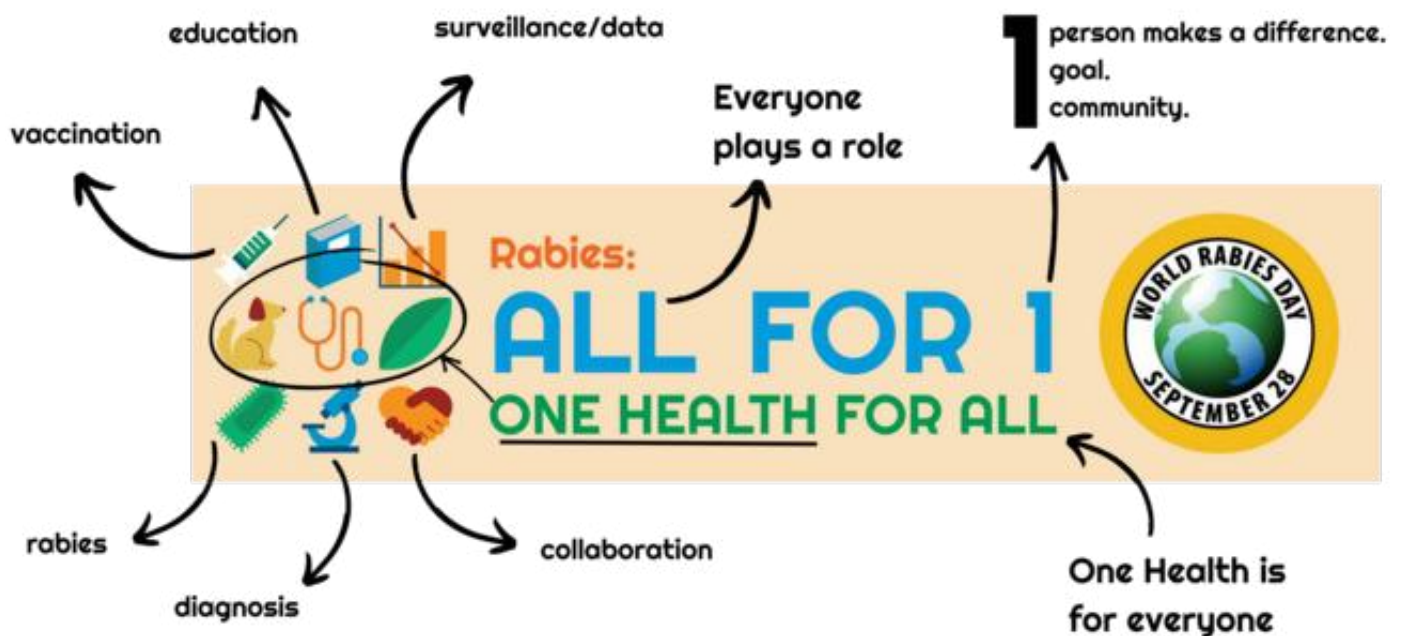 education
surveillance/data
vaccination
Everyone
plays a role
1
person makes a difference.
goal.
community.
Rabies:
ALL FOR 1
ONE HEALTH FOR ALL
WORLD RABIES DAY
SEPTEMBER 28
rabies
diagnosis
collaboration
One Health is
for everyone